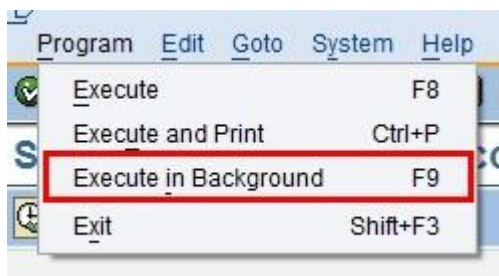 Program Edit Goto System Help
Execute F8
Execute and Print Ctrl+P
Execute in Background F9
Exit Shift+F3